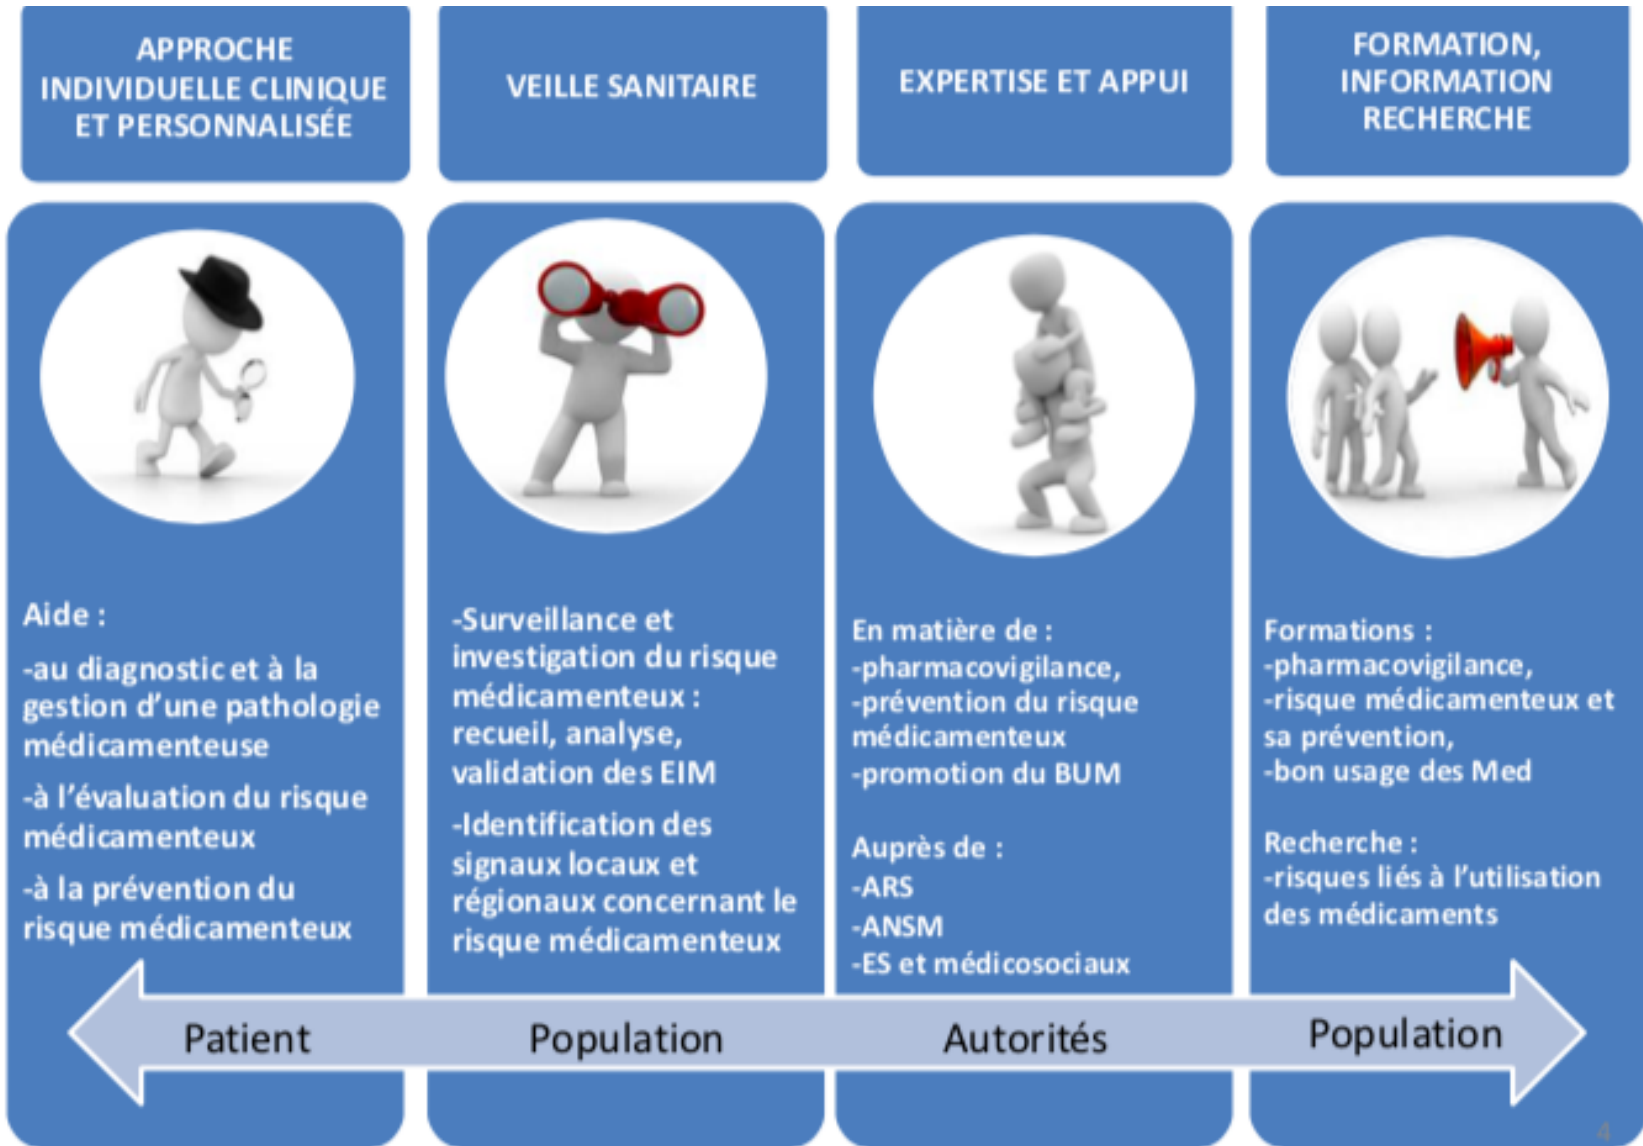 APPROCHE
INDIVIDUELLE CLINIQUE
ET PERSONNALISÉE
VEILLE SANITAIRE
EXPERTISE ET APPUI
FORMATION,
INFORMATION
RECHERCHE
Aide :
-au diagnostic et à la
gestion d'une pathologie
médicamenteuse
-à l'évaluation du risque
médicamenteux
-à la prévention du
risque médicamenteux
-Surveillance et
investigation du risque
médicamenteux :
recueil, analyse,
validation des EIM
-Identification des
signaux locaux et
régionaux concernant le
risque médicamenteux
En matière de :
-pharmacovigilance,
-prévention du risque
médicamenteux
-promotion du BUM
Auprès de :
-ARS
-ANSM
-ES et médicosociaux
Formations :
-pharmacovigilance,
-risque médicamenteux et
sa prévention,
-bon usage des Med
Recherche :
-risques liés à l'utilisation
des médicaments
Patient
Population
Autorités
Population
4